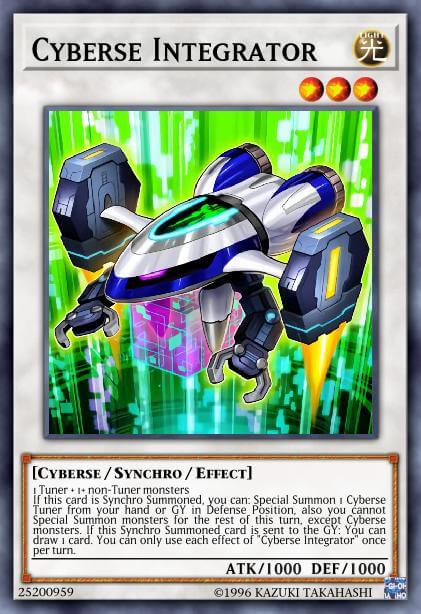 CYBERSE INTEGRATOR
LIGHT
光
[CYBERSE / SYNCHRO / EFFECT]
1 Tuner + 1+ non-Tuner monsters
If this card is Synchro Summoned, you can: Special Summon 1 Cyberse
Tuner from your hand or GY in Defense Position, also you cannot
Special Summon monsters for the rest of this turn, except Cyberse
monsters. If this Synchro Summoned card is sent to the GY: You can
draw 1 card. You can only use each effect of "Cyberse Integrator" once
per turn.
ATK/1000 DEF/1000
25200959
©1996 KAZUKI TAKAHASHI